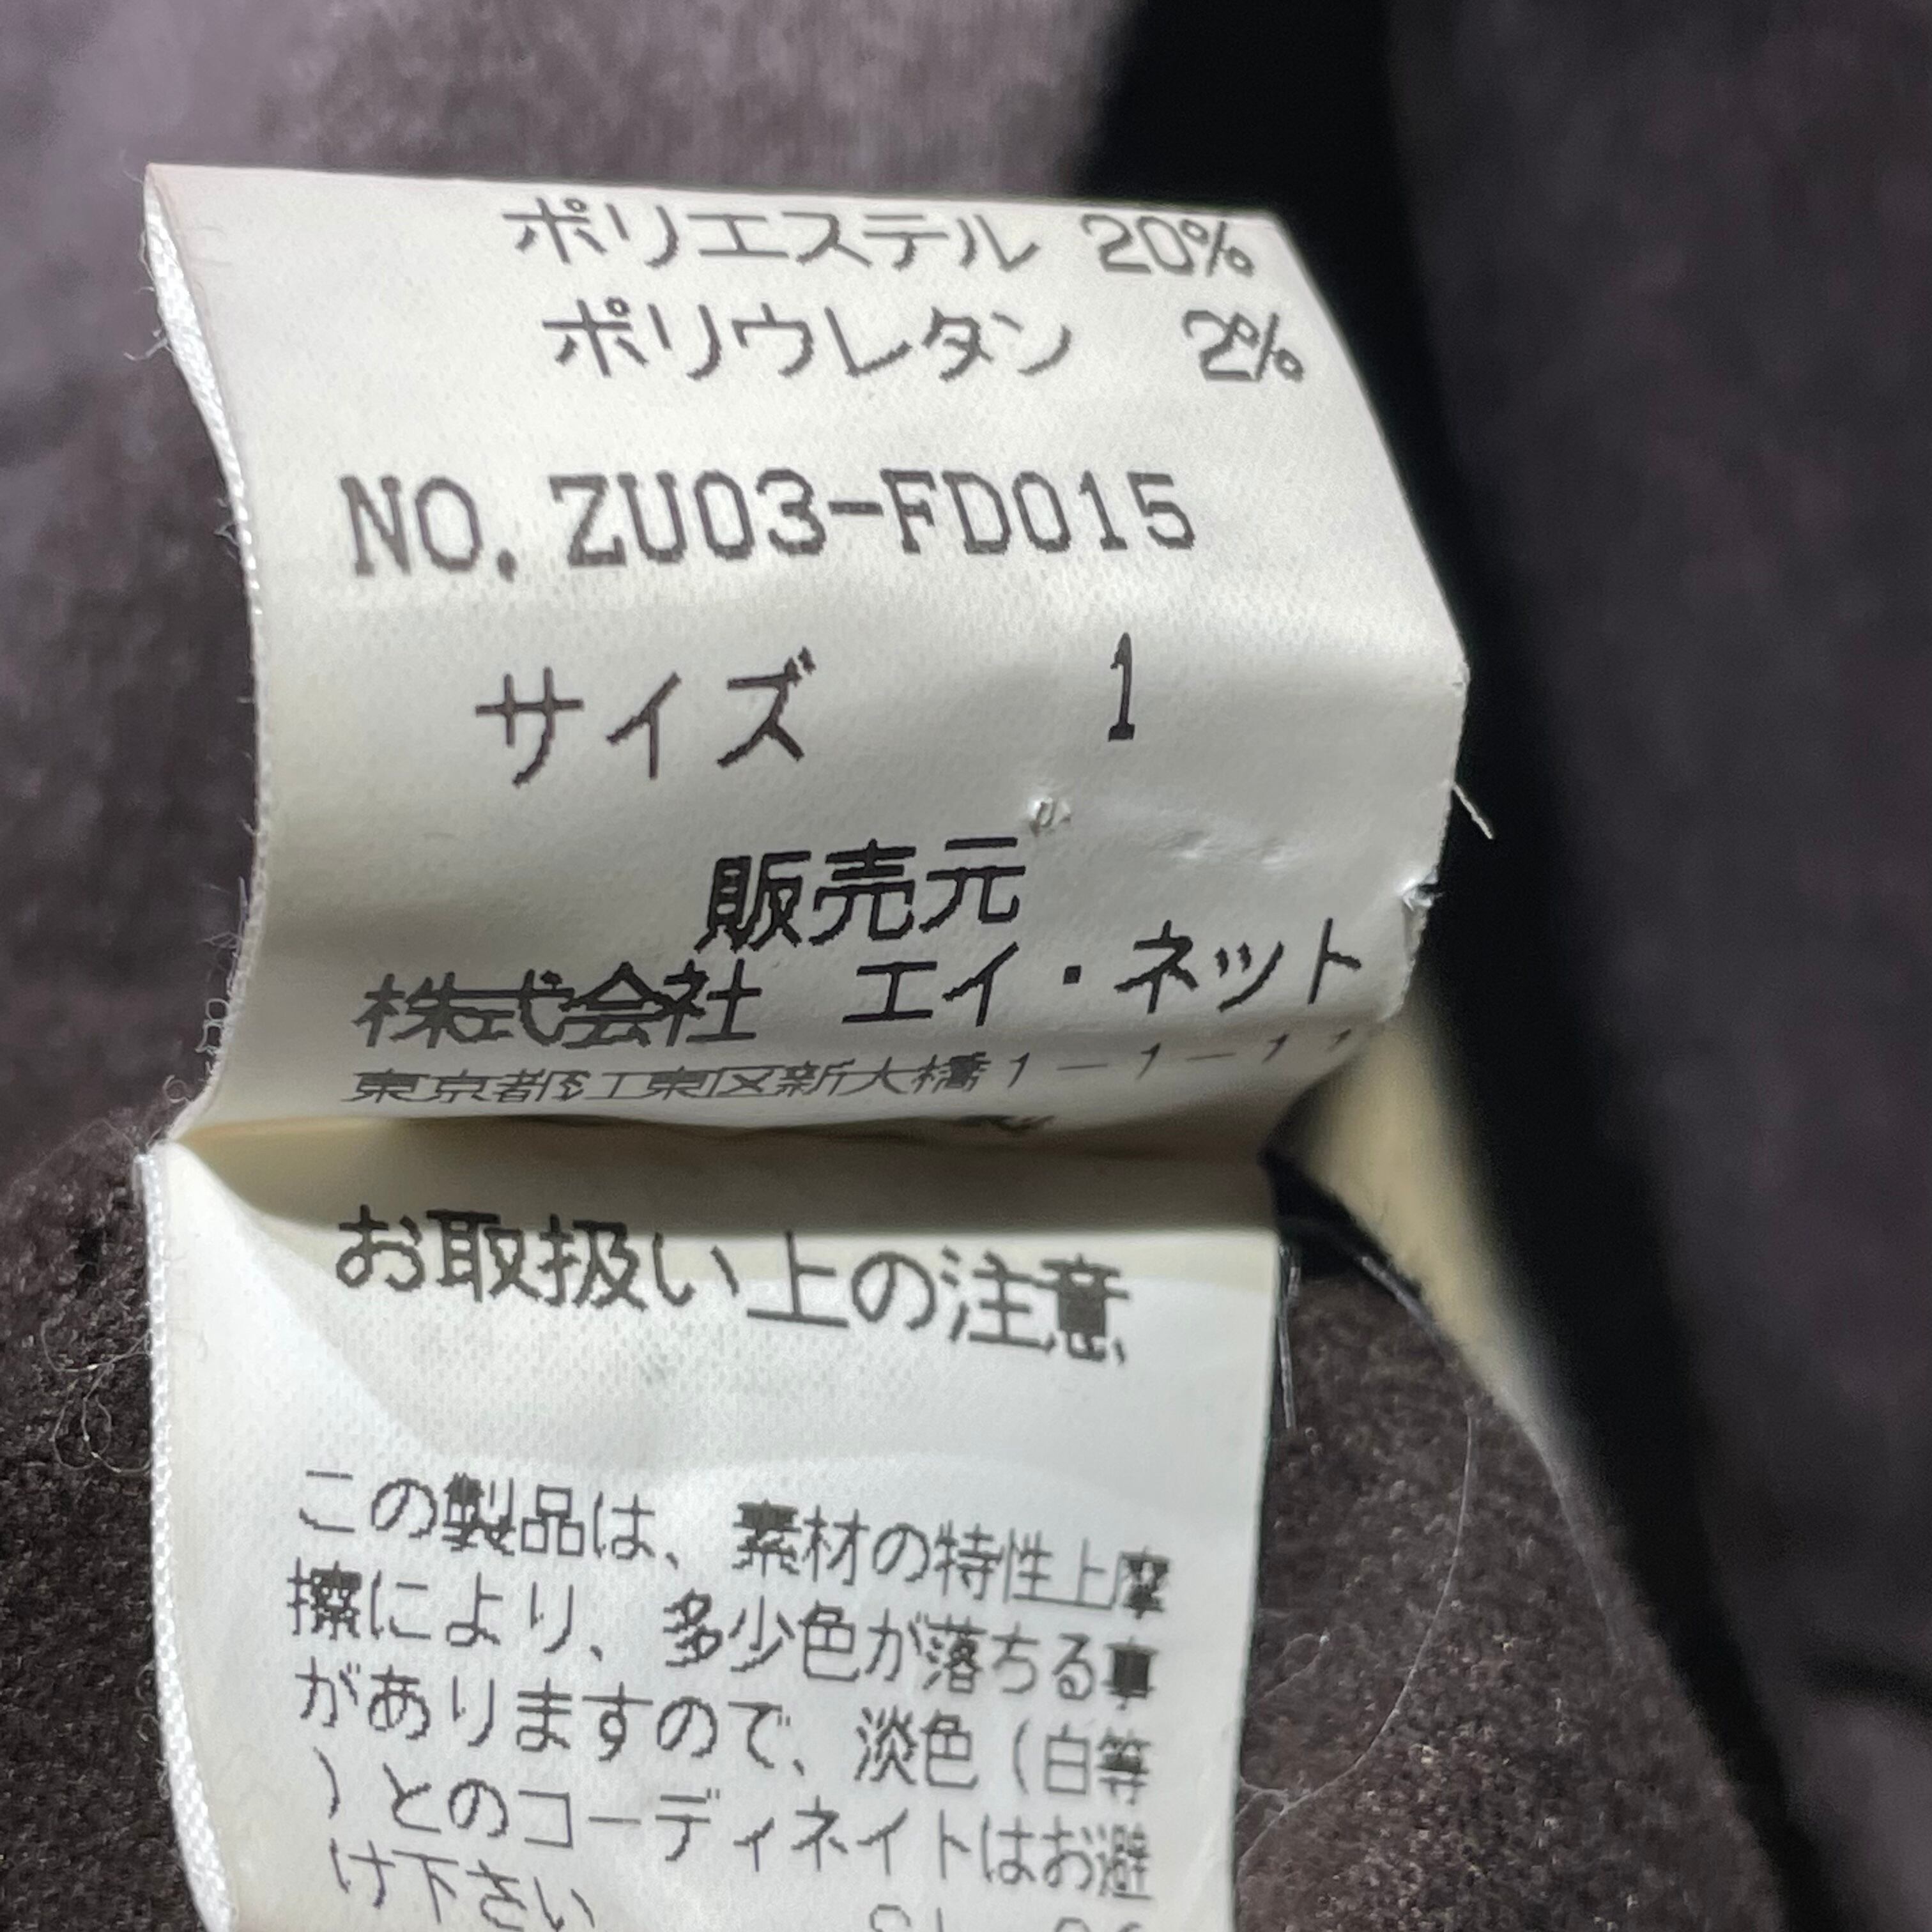 ポリエステル 20%
ポリウレタン 2%
NO.ZU03-FD015
サイズ 1
販売元
株式会社 エイ・ネット
東京都江東区新大橋1-1-11
お取扱い上の注意
この製品は、素材の特性上摩
擦により、多少色が落ちる事
がありますので、淡色(白等
)とのコーディネイトはお避
け下さい